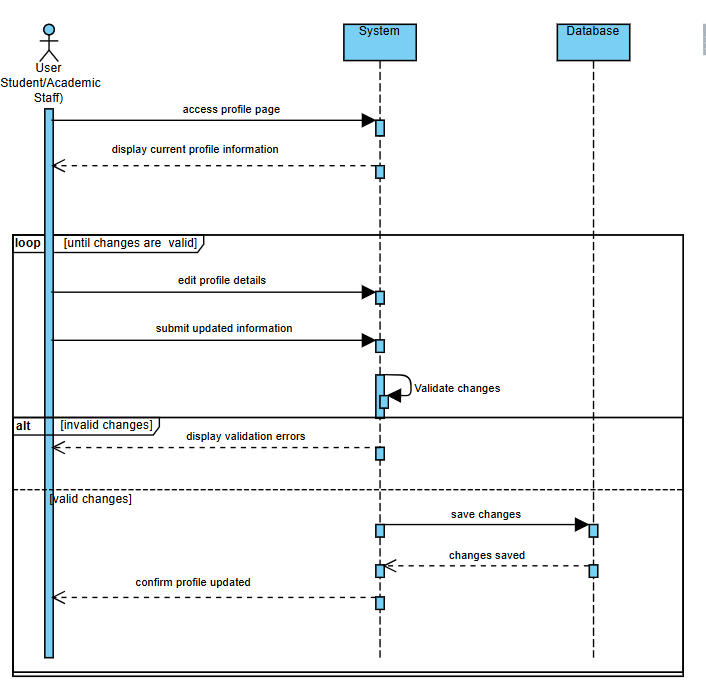 System
Database
User
Student/Academic
Staff)
access profile page
display current profile information
loop
[until changes are  valid]
edit profile details
submit updated information
Validate changes
alt
[invalid changes]
display validation errors
[valid changes]
save changes
changes saved
confirm profile updated